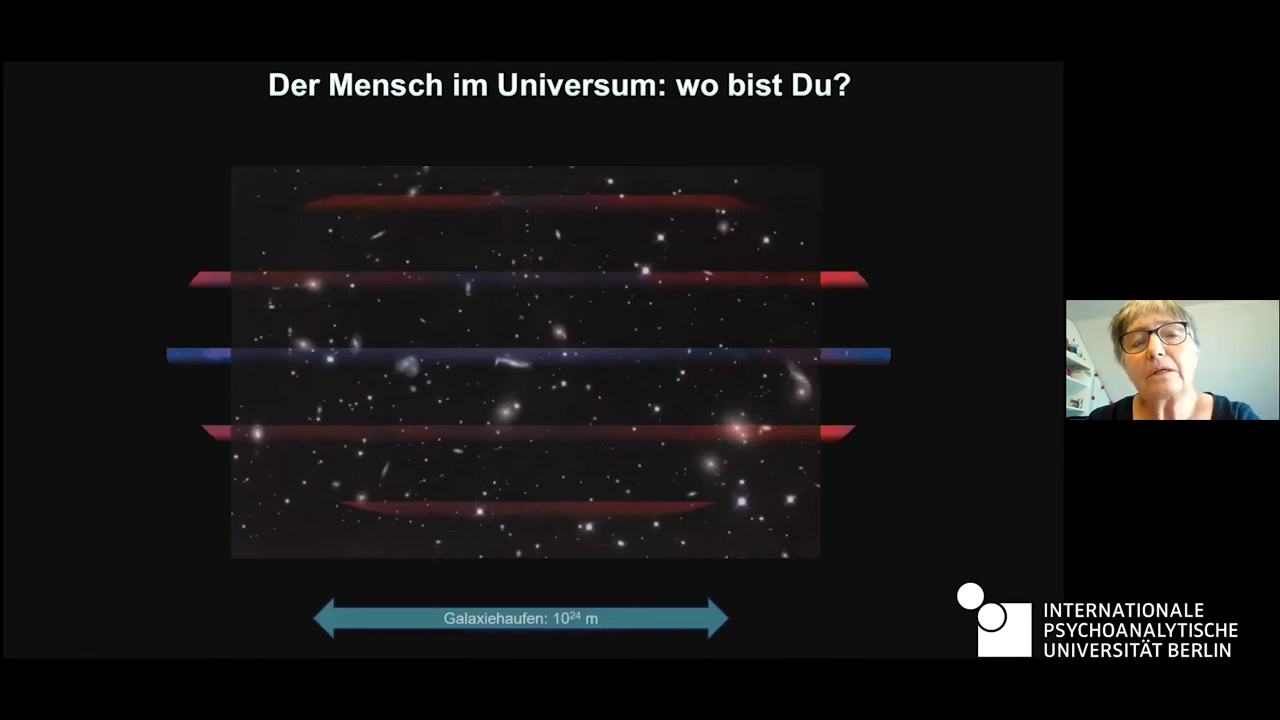 Der Mensch im Universum: wo bist Du?
Galaxiehaufen: 10²⁴ m
INTERNATIONALE
PSYCHOANALYTISCHE
UNIVERSITÄT BERLIN